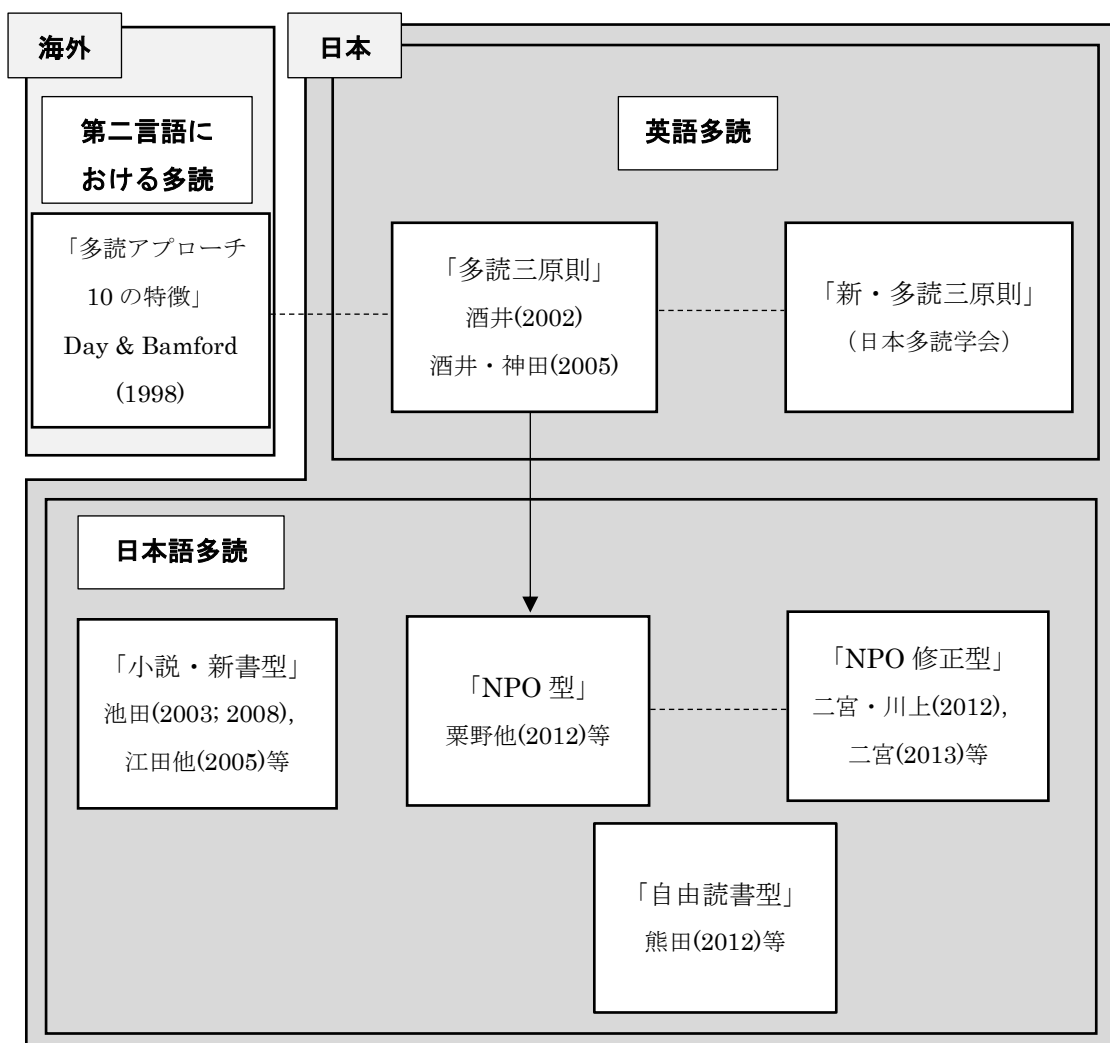 海外
日本
第二言語に
おける多読
英語多読
「多読アプローチ
10 の特徴」
Day & Bamford
(1998)
「多読三原則」
酒井(2002)
酒井・神田(2005)
「新・多読三原則」
（日本多読学会）
日本語多読
「小説・新書型」
池田(2003; 2008),
江田他(2005)等
「NPO 型」
粟野他(2012)等
「NPO 修正型」
二宮・川上(2012),
二宮(2013)等
「自由読書型」
熊田(2012)等